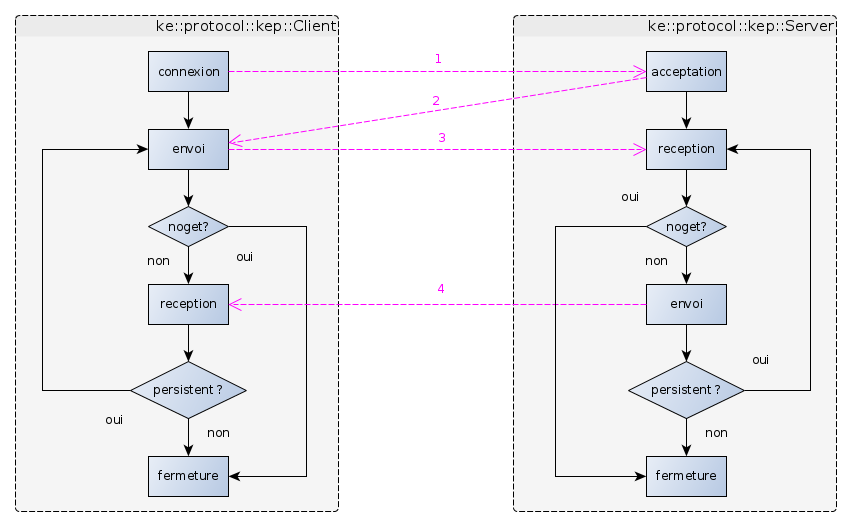 ke::protocol::kep::Client
connexion
envoi
noget?
non
oui
reception
persistent ?
oui
non
fermeture
1
2
3
4
ke::protocol::kep::Server
acceptation
reception
oui
noget?
non
envoi
oui
persistent ?
non
fermeture